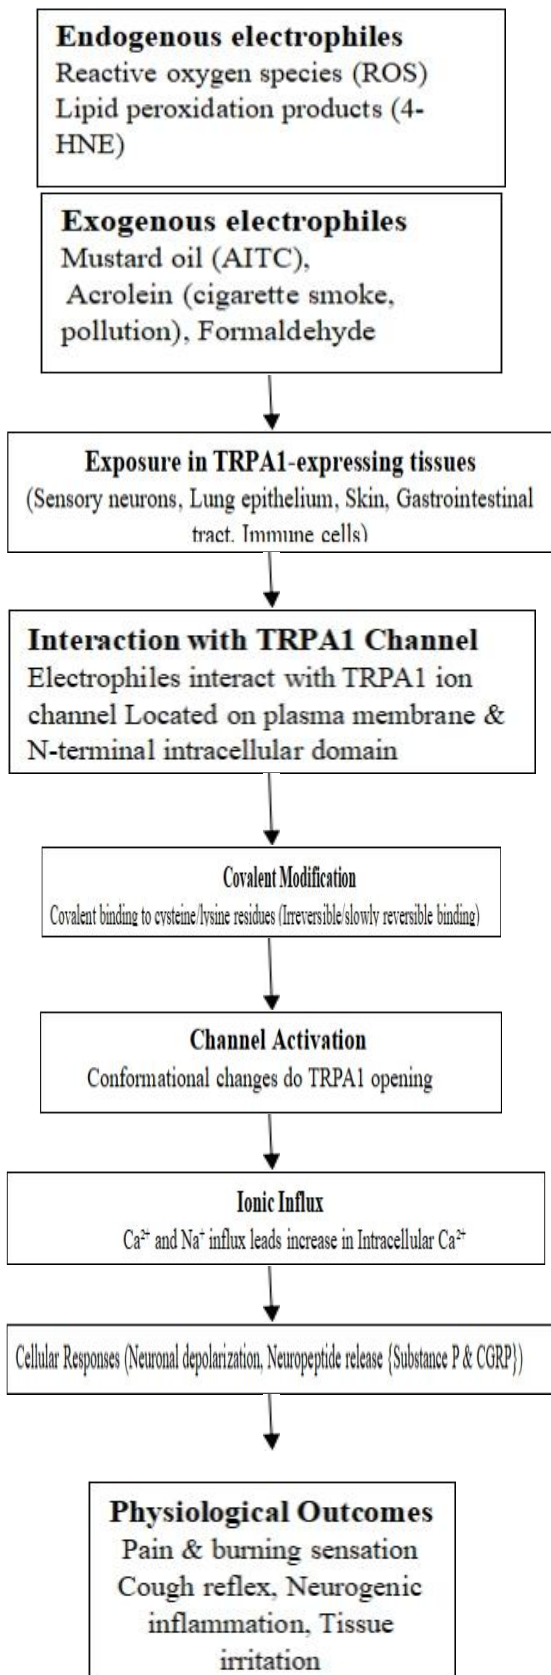 Endogenous electrophiles
Reactive oxygen species (ROS)
Lipid peroxidation products (4-
HNE)
Exogenous electrophiles
Mustard oil (AITC),
Acrolein (cigarette smoke,
pollution), Formaldehyde
Exposure in TRPA1-expressing tissues
(Sensory neurons, Lung epithelium, Skin, Gastrointestinal
tract. Immune cells)
Interaction with TRPA1 Channel
Electrophiles interact with TRPA1 ion
channel Located on plasma membrane &
N-terminal intracellular domain
Covalent Modification
Covalent binding to cysteine/lysine residues (Irreversible/slowly reversible binding)
Channel Activation
Conformational changes do TRPA1 opening
Ionic Influx
Ca²⁺ and Na⁺ influx leads increase in Intracellular Ca²⁺
Cellular Responses (Neuronal depolarization, Neuropeptide release {Substance P & CGRP})
Physiological Outcomes
Pain & burning sensation
Cough reflex, Neurogenic
inflammation, Tissue
irritation